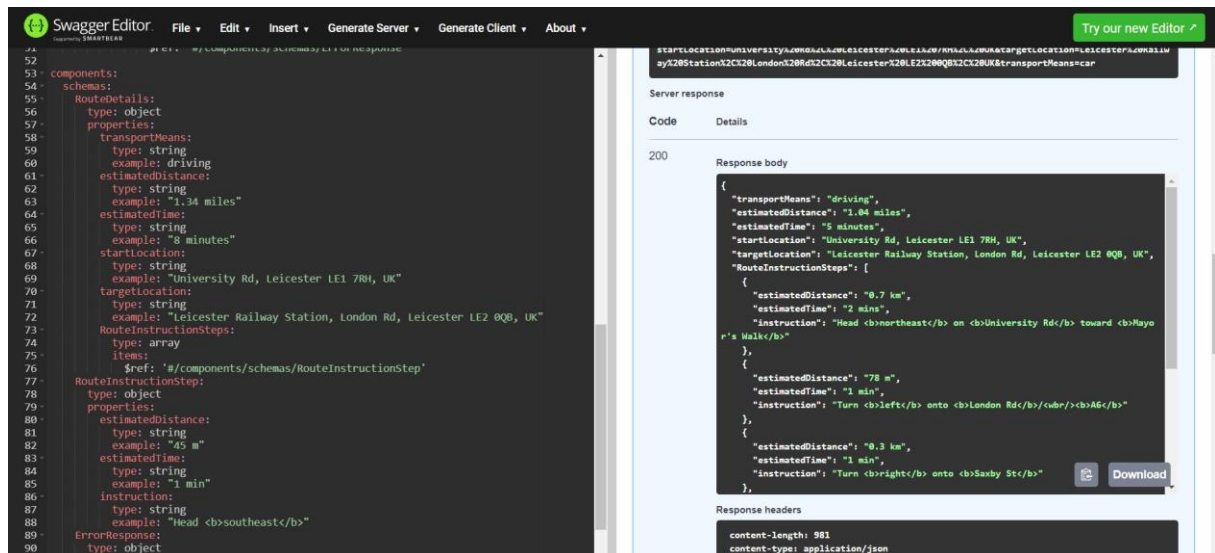 Swagger Editor.
Supported by SMARTBEAR
File Edit Insert Generate Server Generate Client About
Try our new Editor
51 $ref: '#/components/schemas/ErrorResponse'
52
53 components:
54 schemas:
55 RouteDetails:
56 type: object
57 properties:
58 transportMeans:
59 type: string
60 example: driving
61 estimatedDistance:
62 type: string
63 example: "1.34 miles"
64 estimatedTime:
65 type: string
66 example: "8 minutes"
67 startLocation:
68 type: string
69 example: "University Rd, Leicester LE1 7RH, UK"
70 targetLocation:
71 type: string
72 example: "Leicester Railway Station, London Rd, Leicester LE2 0QB, UK"
73 RouteInstructionSteps:
74 type: array
75 items:
76 $ref: '#/components/schemas/RouteInstructionStep'
77 RouteInstructionStep:
78 type: object
79 properties:
80 estimatedDistance:
81 type: string
82 example: "45 m"
83 estimatedTime:
84 type: string
85 example: "1 min"
86 instruction:
87 type: string
88 example: "Head <b>southeast</b>"
89 ErrorResponse:
90 type: object
startLocation=University%20Rd%2C%20Leicester%20LE1%207RH%2C%20UK&targetLocation=Leicester%20Railw
ay%20Station%2C%20London%20Rd%2C%20Leicester%20LE2%200QB%2C%20UK&transportMeans=car
Server response
Code Details
200
Response body
{
"transportMeans": "driving",
"estimatedDistance": "1.04 miles",
"estimatedTime": "5 minutes",
"startLocation": "University Rd, Leicester LE1 7RH, UK",
"targetLocation": "Leicester Railway Station, London Rd, Leicester LE2 0QB, UK",
"RouteInstructionSteps": [
{
"estimatedDistance": "0.7 km",
"estimatedTime": "2 mins",
"instruction": "Head <b>northeast</b> on <b>University Rd</b> toward <b>Mayo
r's Walk</b>"
},
{
"estimatedDistance": "78 m",
"estimatedTime": "1 min",
"instruction": "Turn <b>left</b> onto <b>London Rd</b>/<wbr/><b>A6</b>"
},
{
"estimatedDistance": "0.3 km",
"estimatedTime": "1 min",
"instruction": "Turn <b>right</b> onto <b>Saxby St</b>"
},
Download
Response headers
content-length: 981
content-type: application/json